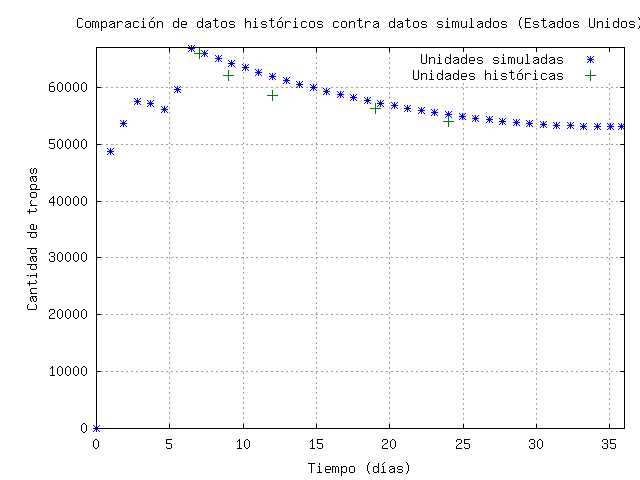 Comparación de datos históricos contra datos simulados (Estados Unidos)
Unidades simuladas
Unidades históricas
60000
50000
40000
30000
20000
10000
0
Cantidad de tropas
0 5 10 15 20 25 30 35
Tiempo (días)